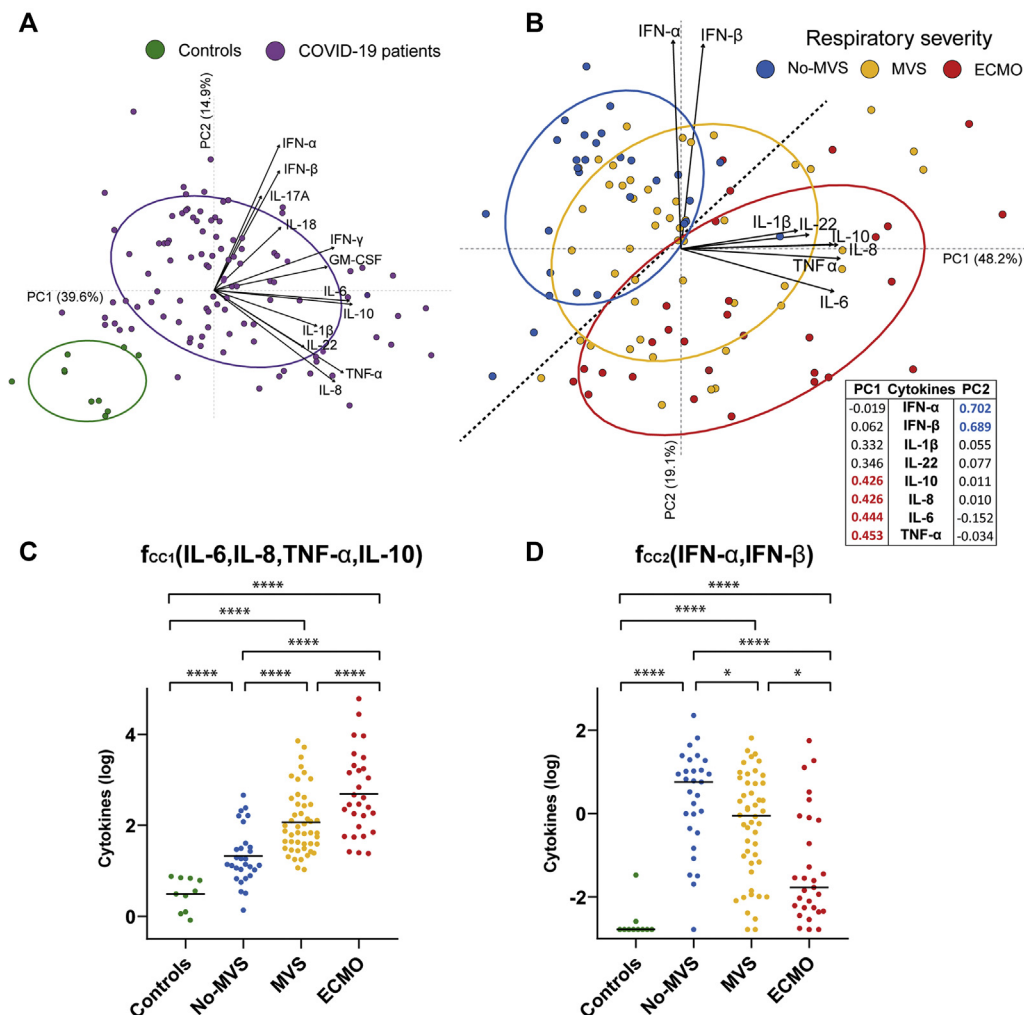 A
Controls
COVID-19 patients
PC2 (14.9%)
IFN-α
IFN-β
IL-17A
IL-18
IFN-γ
GM-CSF
PC1 (39.6%)
IL-6
IL-10
IL-1β
IL-22
TNF-α
IL-8
B
IFN-α
IFN-β
Respiratory severity
No-MVS
MVS
ECMO
IL-1β
IL-22
IL-10
IL-8
PC1 (48.2%)
TNFα
IL-6
PC2 (19.1%)
PC1 Cytokines PC2
-0.019 IFN-α 0.702
0.062 IFN-β 0.689
0.332 IL-1β 0.055
0.346 IL-22 0.077
0.426 IL-10 0.011
0.426 IL-8 0.010
0.444 IL-6 -0.152
0.453 TNF-α -0.034
C
fCC1(IL-6,IL-8,TNF-α,IL-10)
****
****
****
**** **** ****
Cytokines (log)
4
2
0
Controls
No-MVS
MVS
ECMO
D
fCC2(IFN-α,IFN-β)
****
****
****
**** * *
Cytokines (log)
2
0
-2
Controls
No-MVS
MVS
ECMO